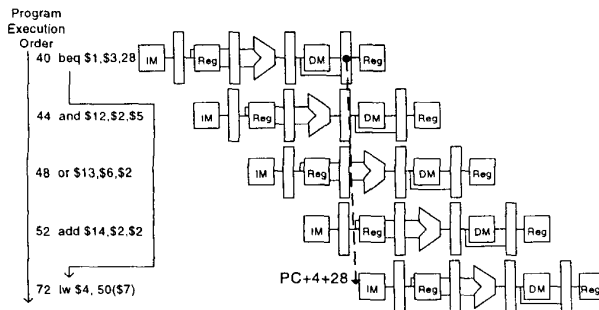 Program
Execution
Order
40 beq $1,$3,28 IM Reg DM Reg
44 and $12,$2,$5 IM Reg DM Reg
48 or $13,$6,$2 IM Reg DM Reg
52 add $14,$2,$2 IM Reg DM Reg
PC+4+28
72 lw $4, 50($7) IM Reg DM Reg